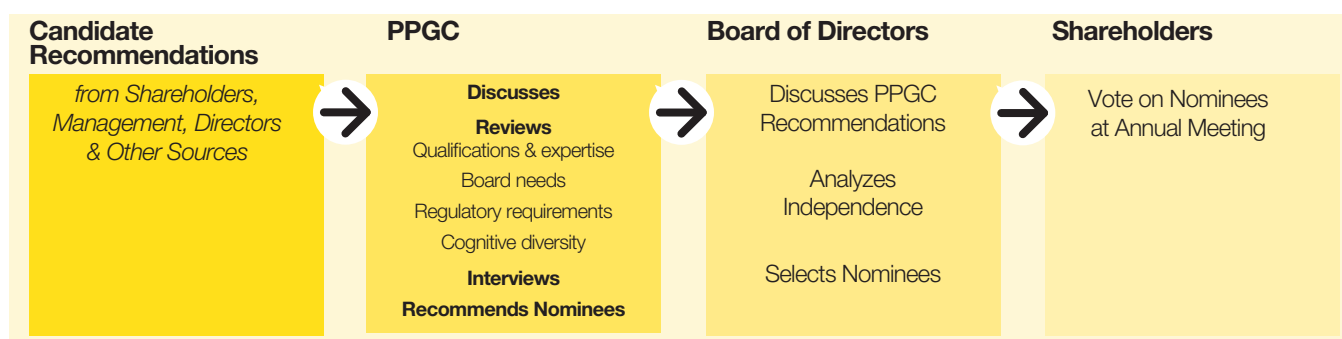 Candidate
Recommendations
from Shareholders,
Management, Directors
& Other Sources
PPGC
Discusses
Reviews
Qualifications & expertise
Board needs
Regulatory requirements
Cognitive diversity
Interviews
Recommends Nominees
Board of Directors
Discusses PPGC
Recommendations
Analyzes
Independence
Selects Nominees
Shareholders
Vote on Nominees
at Annual Meeting